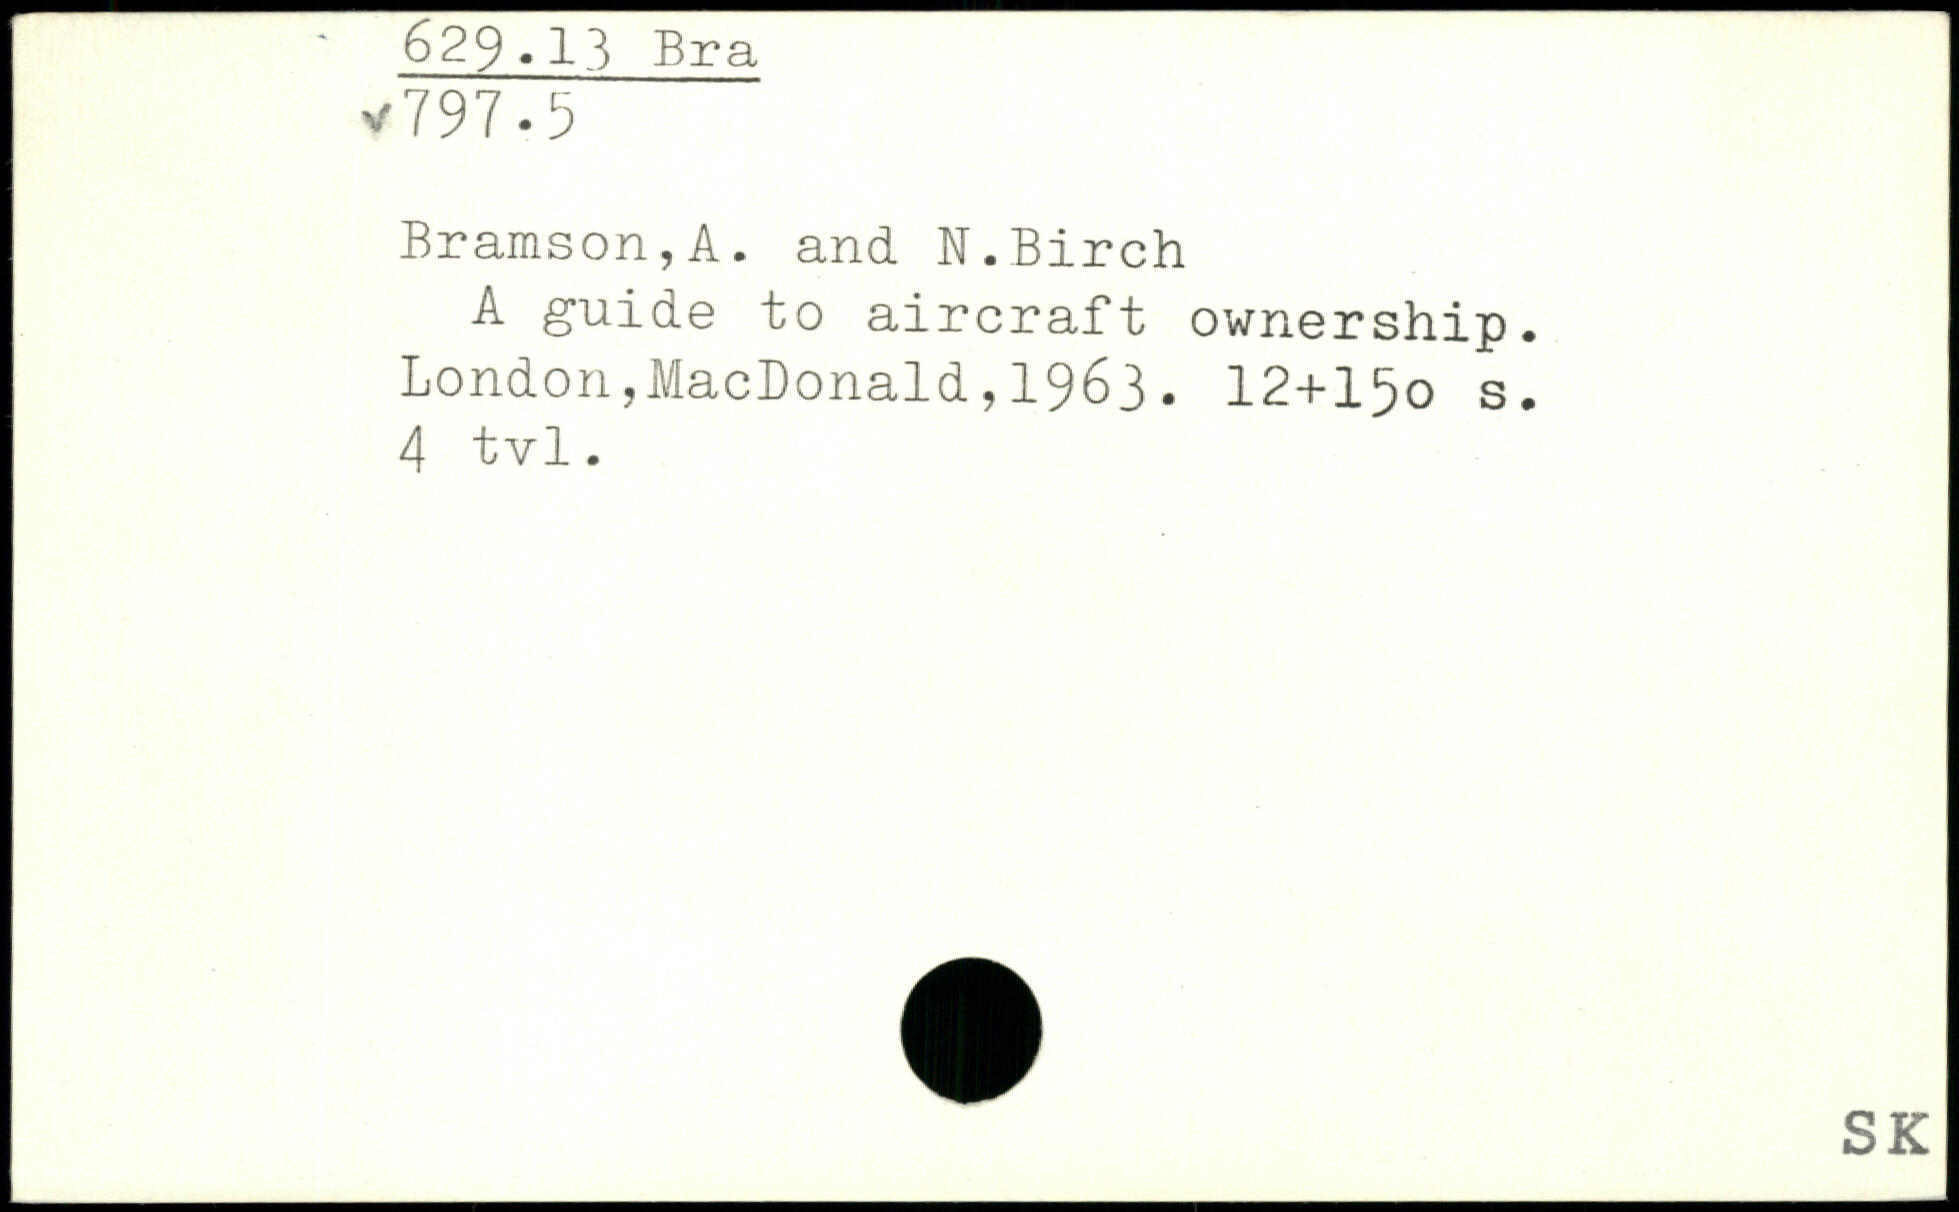 629.13 Bra
✓797.5
Bramson,A. and N.Birch
A guide to aircraft ownership.
London,MacDonald,1963. 12+15o s.
4 tvl.
SK